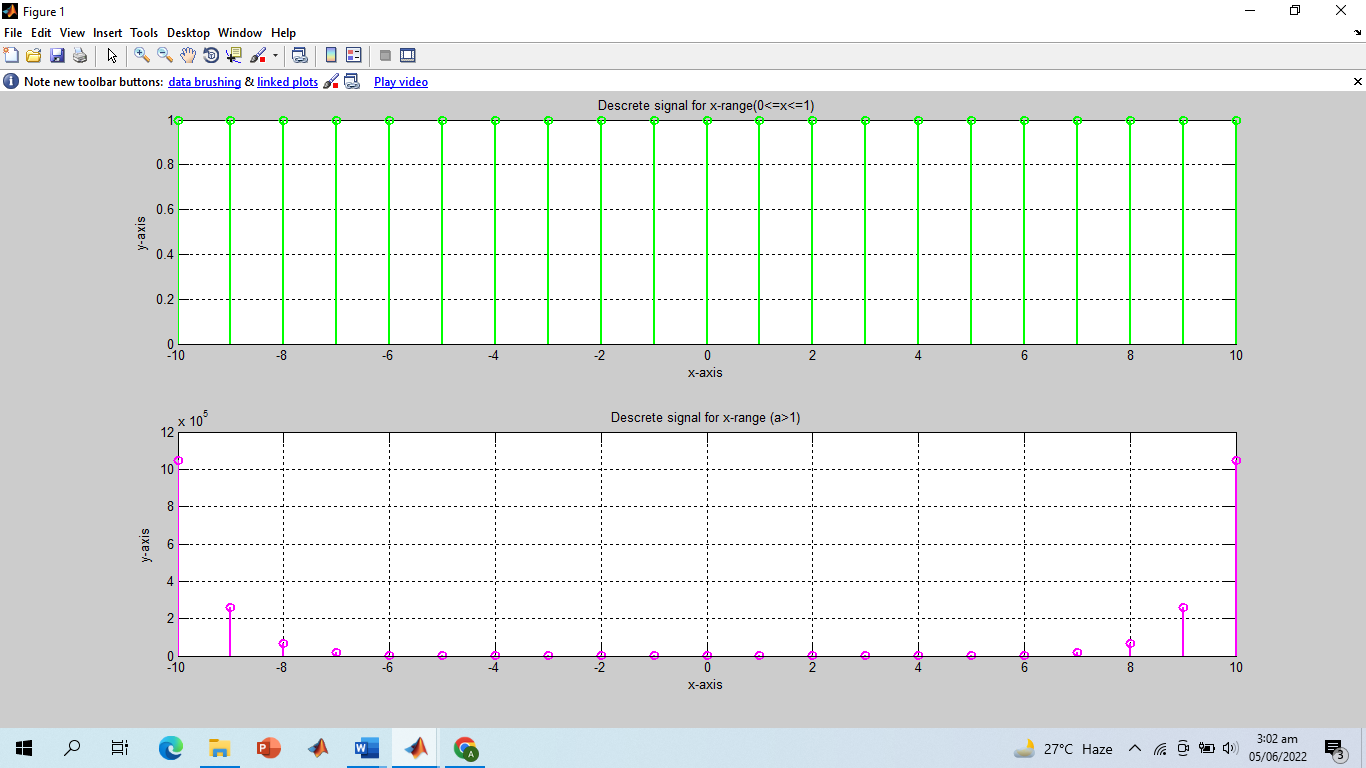 Figure 1
File Edit View Insert Tools Desktop Window Help
Note new toolbar buttons: data brushing & linked plots Play video
Descrete signal for x-range(0<=x<=1)
1
0.8
0.6
0.4
0.2
0
y-axis
-10 -8 -6 -4 -2 0 2 4 6 8 10
x-axis
Descrete signal for x-range (a>1)
x 10^5
12
10
8
6
4
2
0
y-axis
-10 -8 -6 -4 -2 0 2 4 6 8 10
x-axis
P W A
27°C Haze
3:02 am
05/06/2022
3